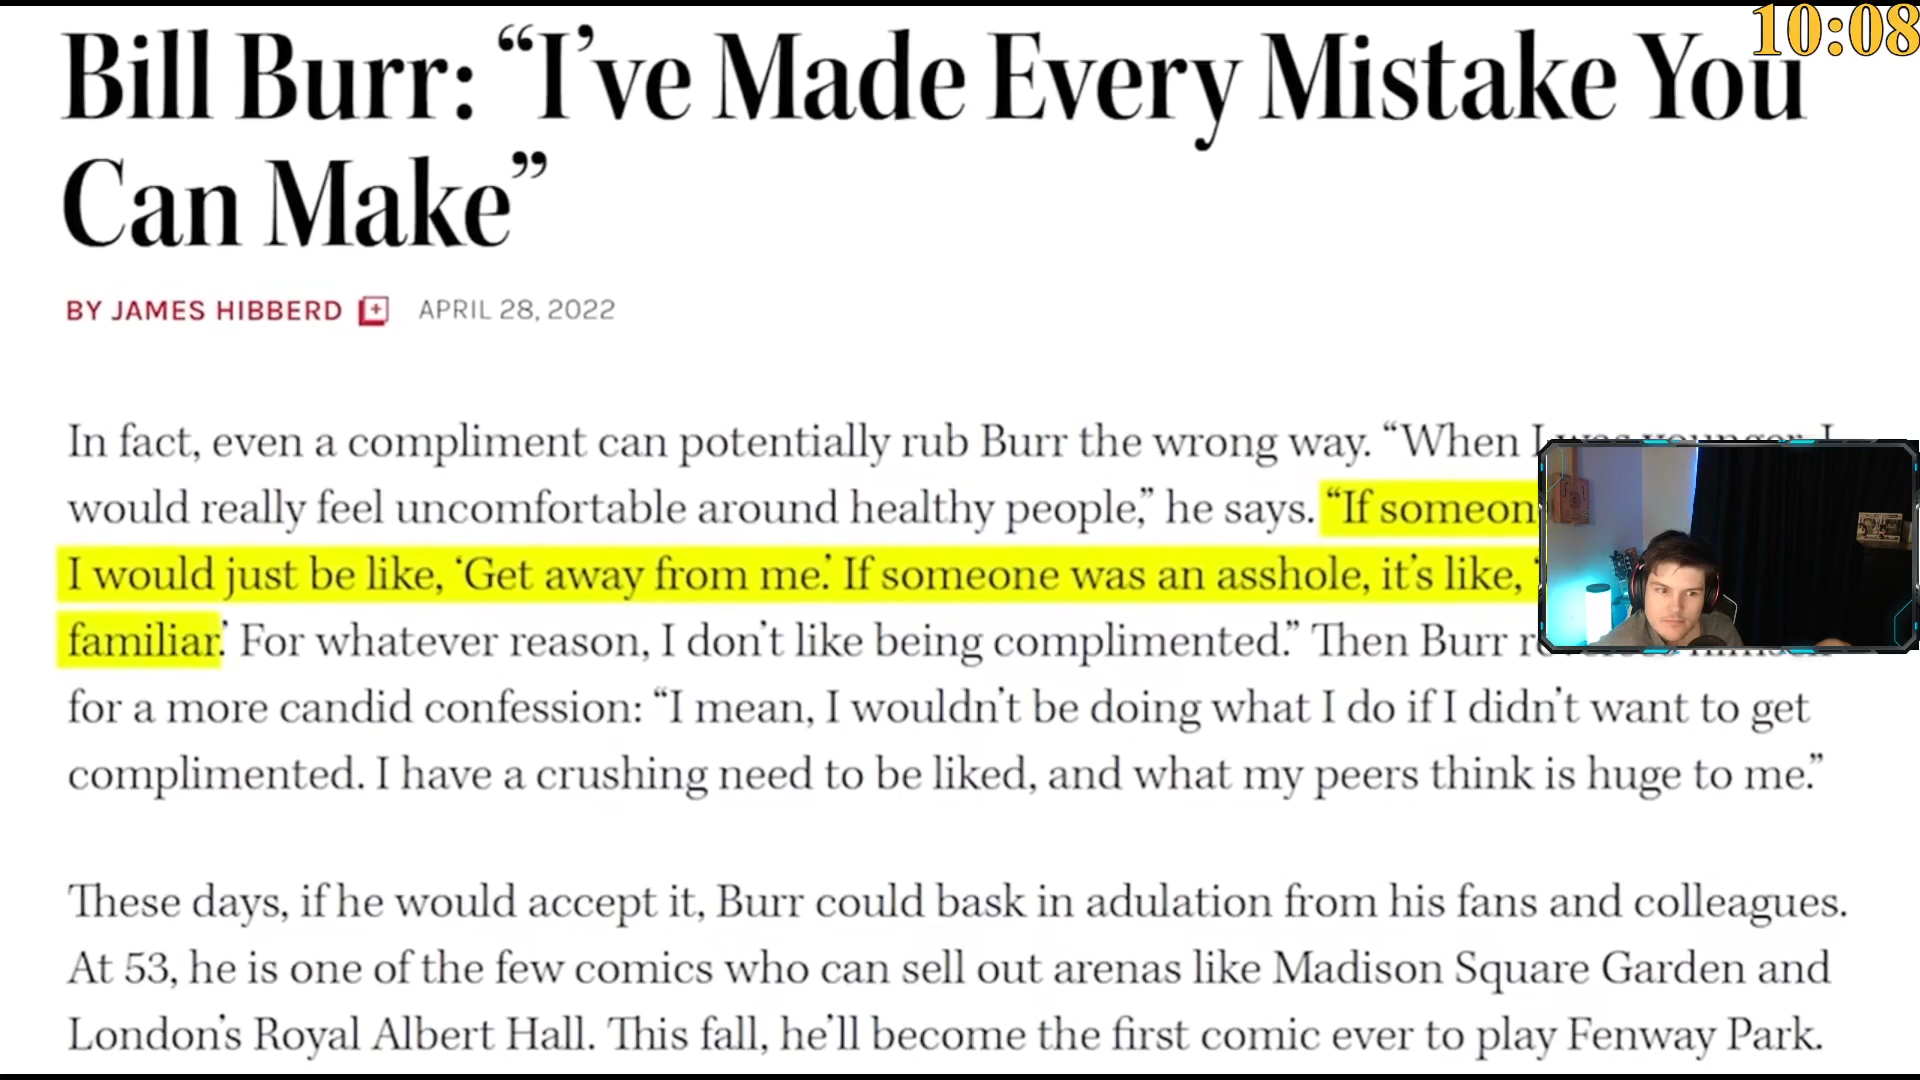 10:08
Bill Burr: “I’ve Made Every Mistake You
Can Make”
BY JAMES HIBBERD APRIL 28, 2022
In fact, even a compliment can potentially rub Burr the wrong way. “When I was younger, I
would really feel uncomfortable around healthy people,” he says. “If someon
I would just be like, ‘Get away from me.’ If someone was an asshole, it’s like, ‘
familiar.’ For whatever reason, I don’t like being complimented.” Then Burr
for a more candid confession: “I mean, I wouldn’t be doing what I do if I didn’t want to get
complimented. I have a crushing need to be liked, and what my peers think is huge to me.”
These days, if he would accept it, Burr could bask in adulation from his fans and colleagues.
At 53, he is one of the few comics who can sell out arenas like Madison Square Garden and
London’s Royal Albert Hall. This fall, he’ll become the first comic ever to play Fenway Park.